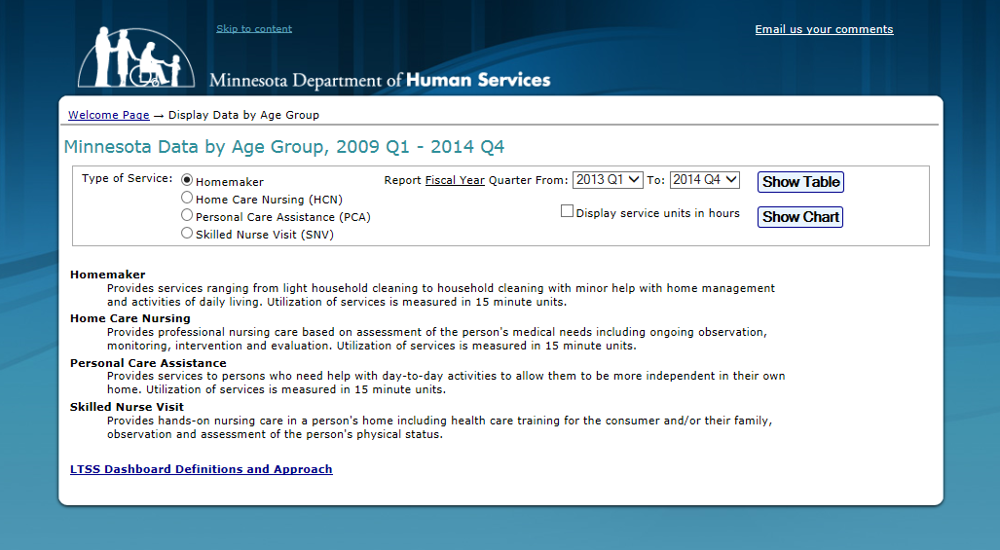 Skip to content
Email us your comments
Minnesota Department of Human Services
Welcome Page → Display Data by Age Group
Minnesota Data by Age Group, 2009 Q1 - 2014 Q4
Type of Service:
Homemaker
Home Care Nursing (HCN)
Personal Care Assistance (PCA)
Skilled Nurse Visit (SNV)
Report Fiscal Year Quarter From: 2013 Q1 To: 2014 Q4
Display service units in hours
Show Table
Show Chart
Homemaker
Provides services ranging from light household cleaning to household cleaning with minor help with home management
and activities of daily living. Utilization of services is measured in 15 minute units.
Home Care Nursing
Provides professional nursing care based on assessment of the person's medical needs including ongoing observation,
monitoring, intervention and evaluation. Utilization of services is measured in 15 minute units.
Personal Care Assistance
Provides services to persons who need help with day-to-day activities to allow them to be more independent in their own
home. Utilization of services is measured in 15 minute units.
Skilled Nurse Visit
Provides hands-on nursing care in a person's home including health care training for the consumer and/or their family,
observation and assessment of the person's physical status.
LTSS Dashboard Definitions and Approach